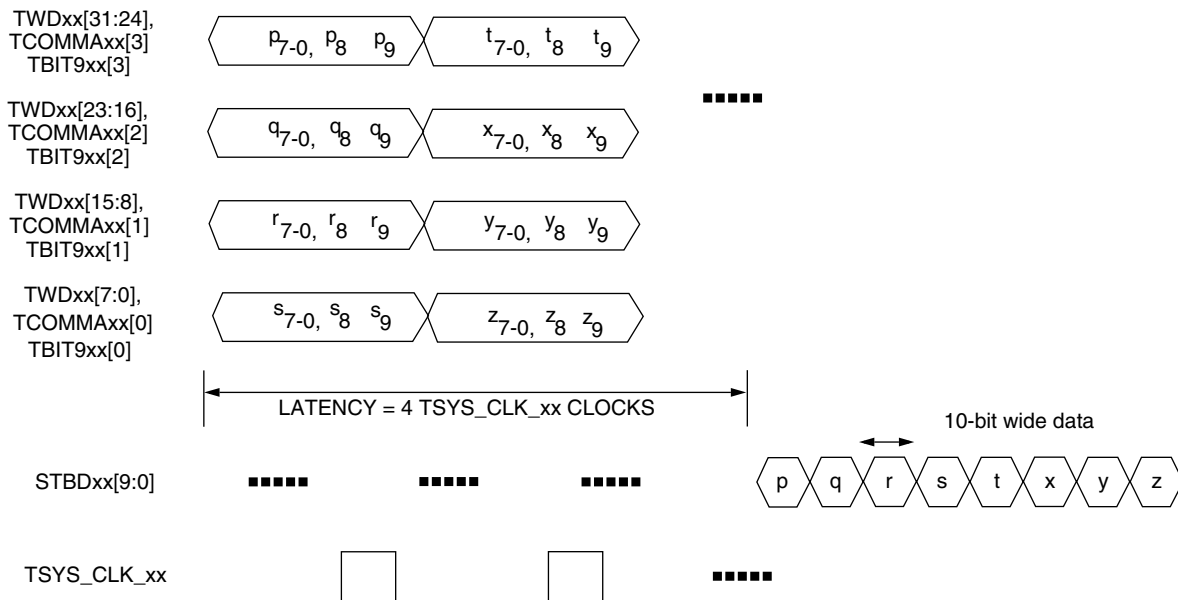 TWDxx[31:24],
TCOMMAxx[3]
TBIT9xx[3]
p7-0, p8 p9
t7-0, t8 t9
TWDxx[23:16],
TCOMMAxx[2]
TBIT9xx[2]
q7-0, q8 q9
x7-0, x8 x9
TWDxx[15:8],
TCOMMAxx[1]
TBIT9xx[1]
r7-0, r8 r9
y7-0, y8 y9
TWDxx[7:0],
TCOMMAxx[0]
TBIT9xx[0]
s7-0, s8 s9
z7-0, z8 z9
LATENCY = 4 TSYS_CLK_xx CLOCKS
10-bit wide data
STBDxx[9:0]
p q r s t x y z
TSYS_CLK_xx